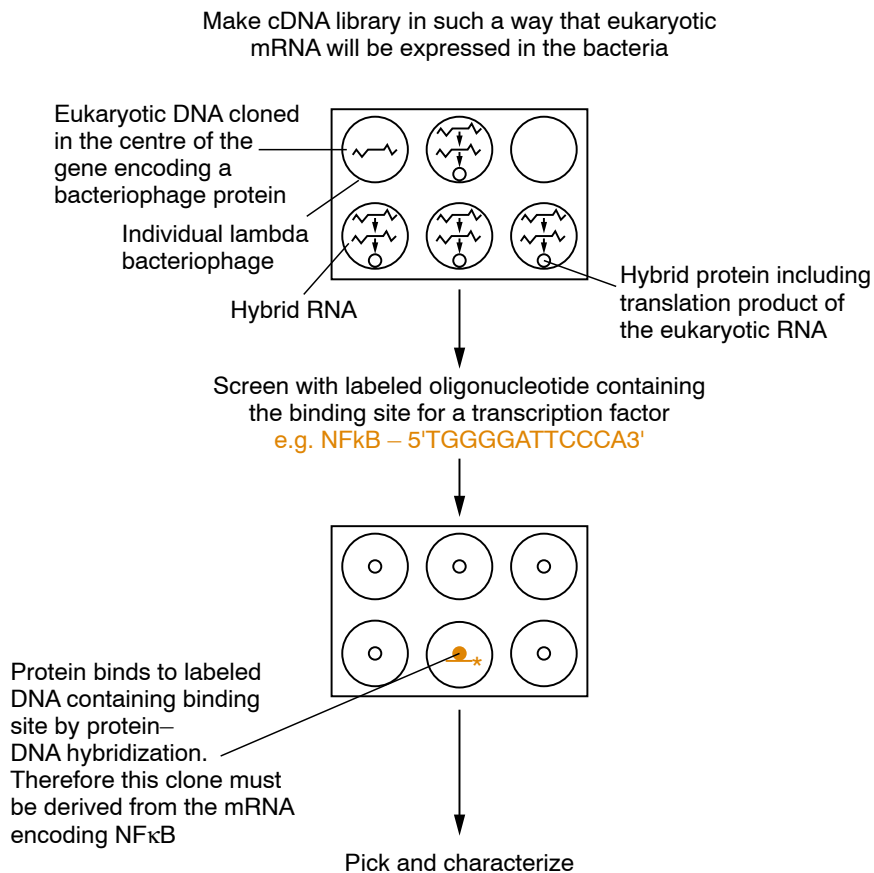 Make cDNA library in such a way that eukaryotic
mRNA will be expressed in the bacteria
Eukaryotic DNA cloned
in the centre of the
gene encoding a
bacteriophage protein
Individual lambda
bacteriophage
Hybrid RNA
Hybrid protein including
translation product of
the eukaryotic RNA
Screen with labeled oligonucleotide containing
the binding site for a transcription factor
e.g. NFkB – 5'TGGGGATTCCCA3'
*
Protein binds to labeled
DNA containing binding
site by protein–
DNA hybridization.
Therefore this clone must
be derived from the mRNA
encoding NFκB
Pick and characterize